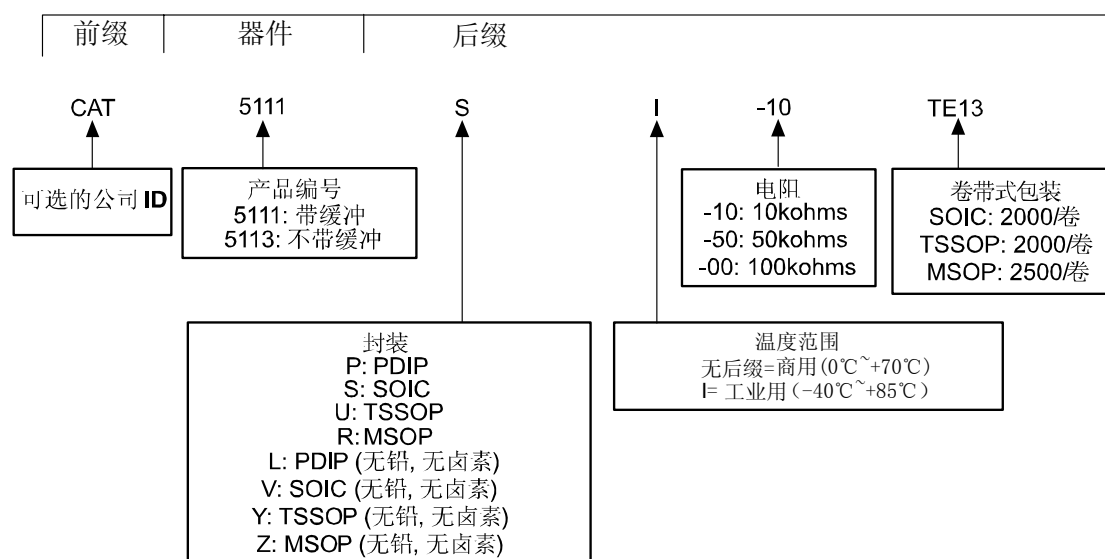 前缀 器件 后缀
CAT 5111 S I -10 TE13
可选的公司 ID
产品编号
5111: 带缓冲
5113: 不带缓冲
电阻
-10: 10kohms
-50: 50kohms
-00: 100kohms
卷带式包装
SOIC: 2000/卷
TSSOP: 2000/卷
MSOP: 2500/卷
封装
P: PDIP
S: SOIC
U: TSSOP
R: MSOP
L: PDIP (无铅, 无卤素)
V: SOIC (无铅, 无卤素)
Y: TSSOP (无铅, 无卤素)
Z: MSOP (无铅, 无卤素)
温度范围
无后缀=商用(0℃~+70℃)
I= 工业用(-40℃~+85℃)